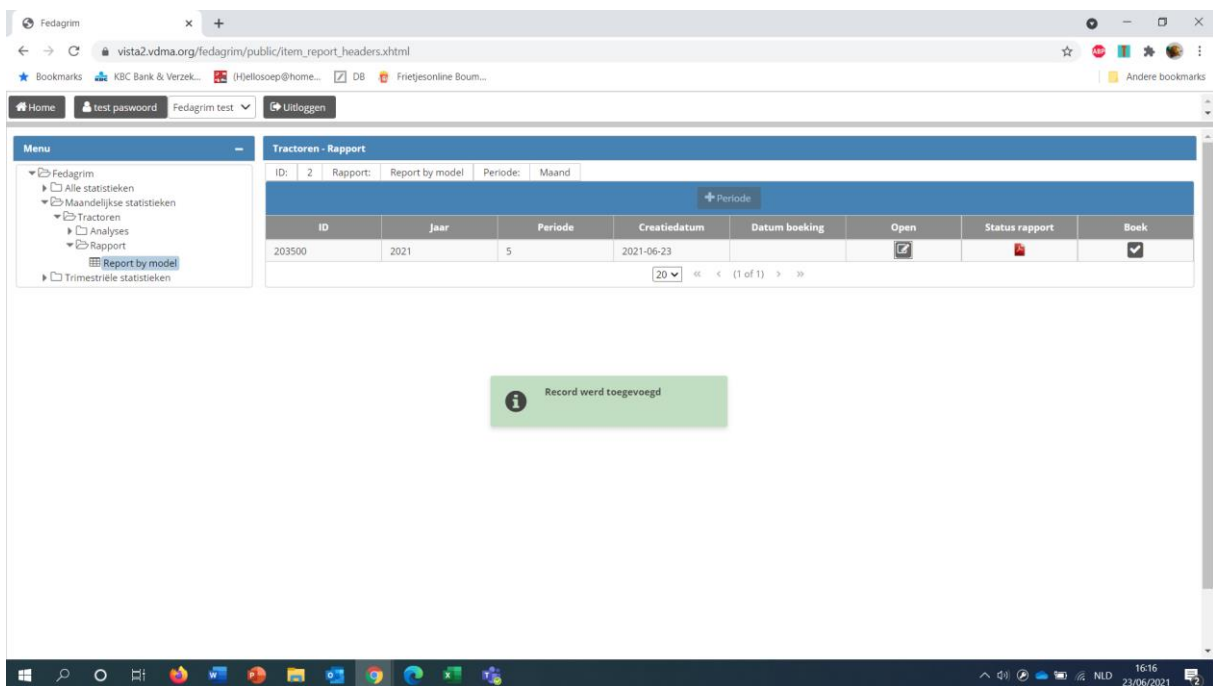 Fedagrim
vista2.vdma.org/fedagrim/public/item_report_headers.xhtml
Bookmarks KBC Bank & Verzek... (H)ellosoep@home... DB Frietjesonline Boum... Andere bookmarks
Home test paswoord Fedagrim test Uitloggen
Menu
Fedagrim
Alle statistieken
Maandelijkse statistieken
Tractoren
Analyses
Rapport
Report by model
Trimestriële statistieken
Tractoren - Rapport
ID: 2 Rapport: Report by model Periode: Maand
Periode
ID Jaar Periode Creatiedatum Datum boeking Open Status rapport Boek
203500 2021 5 2021-06-23
20 (1 of 1)
Record werd toegevoegd
NLD 16:16
23/06/2021